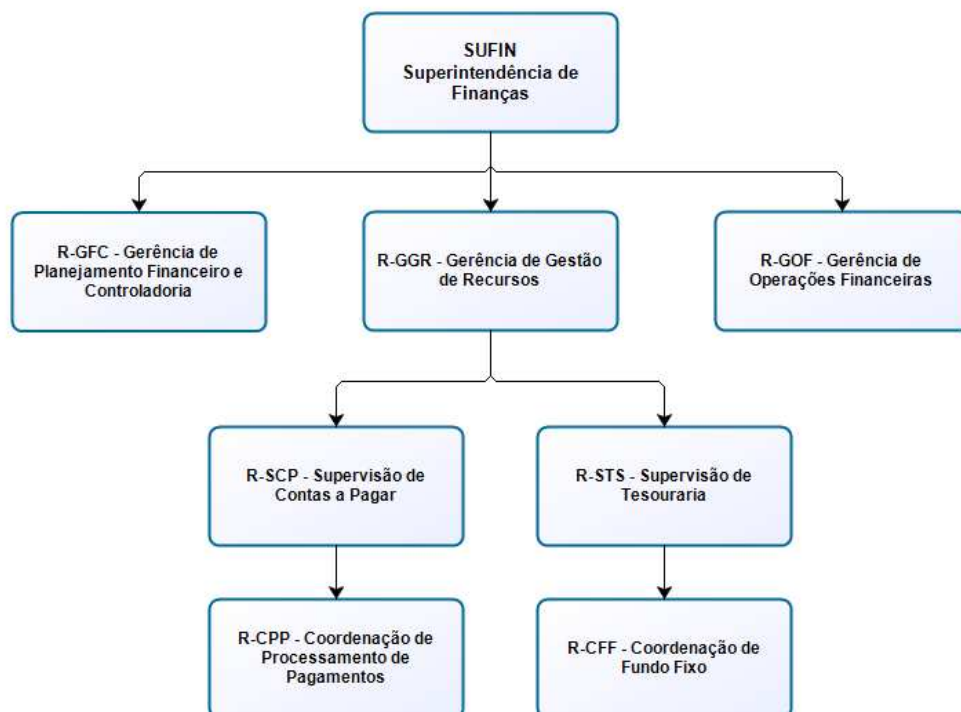 SUFIN
Superintendência de
Finanças
R-GFC - Gerência de
Planejamento Financeiro e
Controladoria
R-GGR - Gerência de Gestão
de Recursos
R-GOF - Gerência de
Operações Financeiras
R-SCP - Supervisão de
Contas a Pagar
R-STS - Supervisão de
Tesouraria
R-CPP - Coordenação de
Processamento de
Pagamentos
R-CFF - Coordenação de
Fundo Fixo